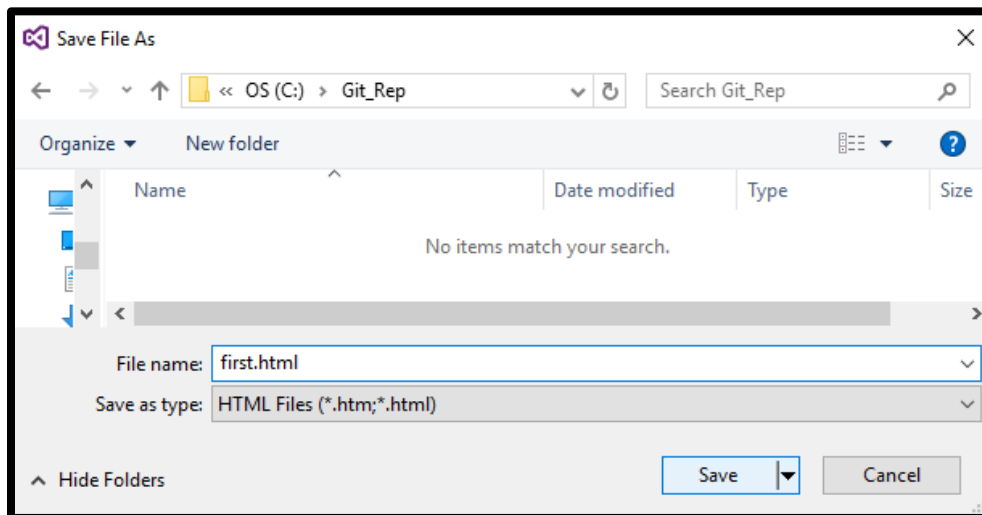 Save File As
« OS (C:) > Git_Rep
Search Git_Rep
Organize
New folder
?
Name
Date modified
Type
Size
No items match your search.
File name: first.html
Save as type: HTML Files (*.htm;*.html)
Hide Folders
Save
Cancel